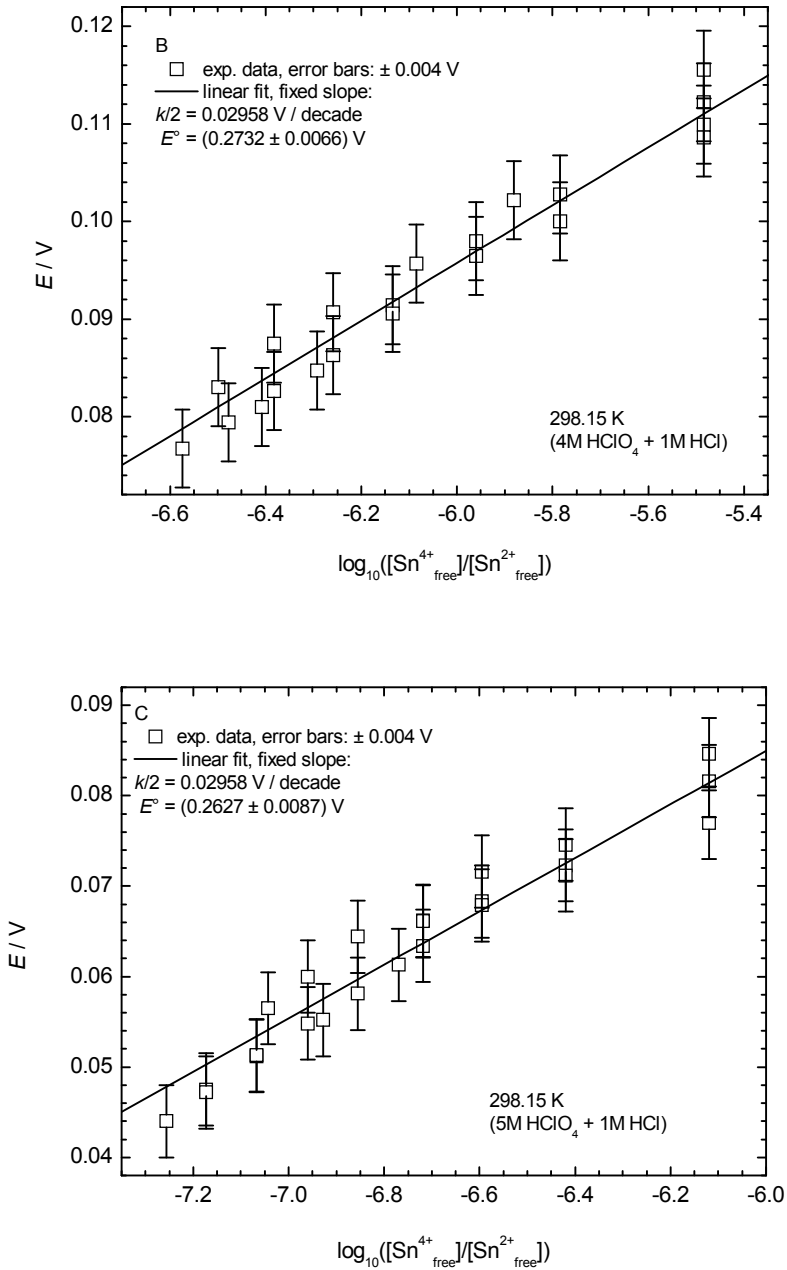 0.12
B
exp. data, error bars: ± 0.004 V
linear fit, fixed slope:
k/2 = 0.02958 V / decade
E° = (0.2732 ± 0.0066) V
0.11
0.10
E / V
0.09
0.08
298.15 K
(4M HClO4 + 1M HCl)
-6.6 -6.4 -6.2 -6.0 -5.8 -5.6 -5.4
log10([Sn4+free]/[Sn2+free])
0.09
C
exp. data, error bars: ± 0.004 V
linear fit, fixed slope:
k/2 = 0.02958 V / decade
E° = (0.2627 ± 0.0087) V
0.08
0.07
E / V
0.06
0.05
298.15 K
(5M HClO4 + 1M HCl)
0.04
-7.2 -7.0 -6.8 -6.6 -6.4 -6.2 -6.0
log10([Sn4+free]/[Sn2+free])